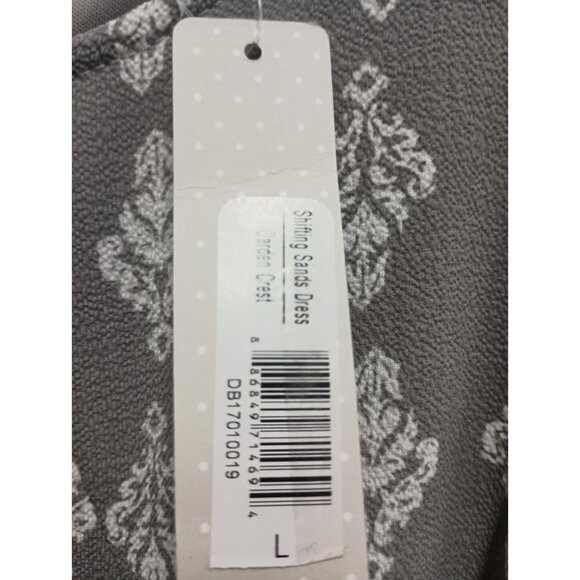 Shifting Sands Dress
Garden Crest
8 86849 71469 4
DB17010019
L